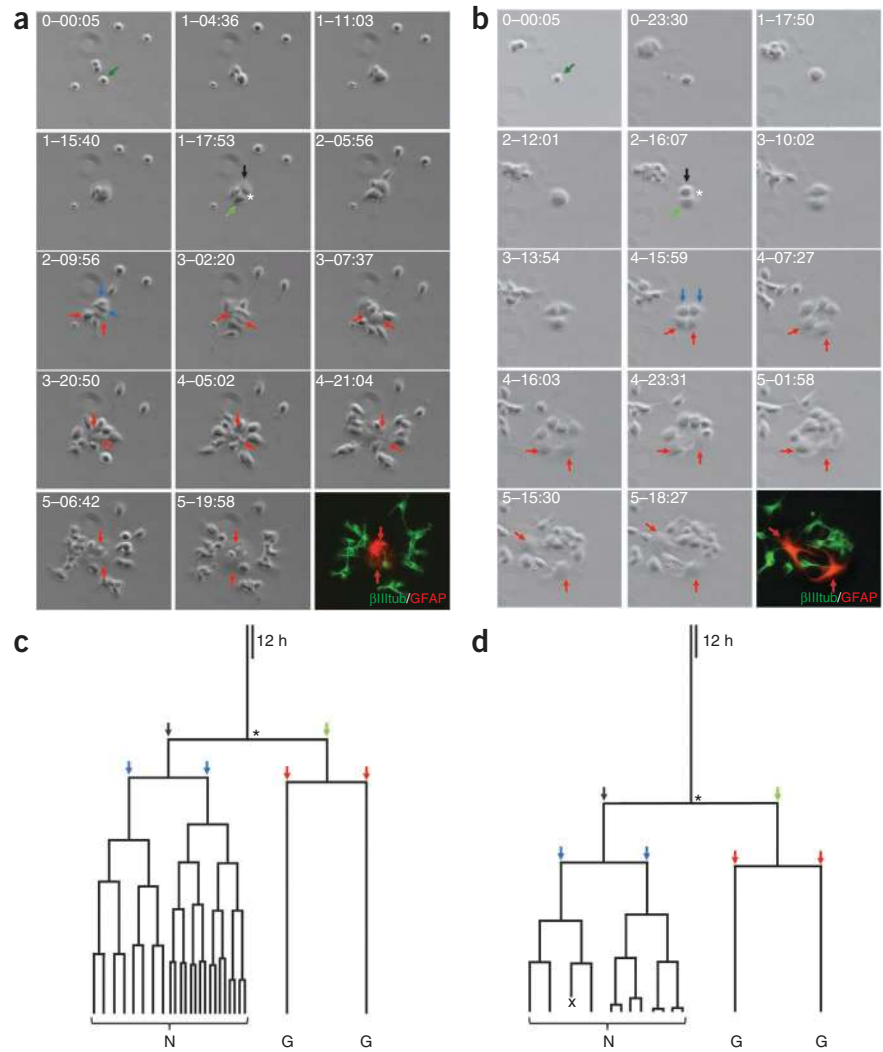 a
0–00:05 1–04:36 1–11:03
1–15:40 1–17:53 2–05:56
*
2–09:56 3–02:20 3–07:37
3–20:50 4–05:02 4–21:04
5–06:42 5–19:58
βIIItub/GFAP
b
0–00:05 0–23:30 1–17:50
2–12:01 2–16:07 3–10:02
*
3–13:54 4–15:59 4–07:27
4–16:03 4–23:31 5–01:58
5–15:30 5–18:27
βIIItub/GFAP
c
12 h
*
N G G
d
12 h
*
x
N G G